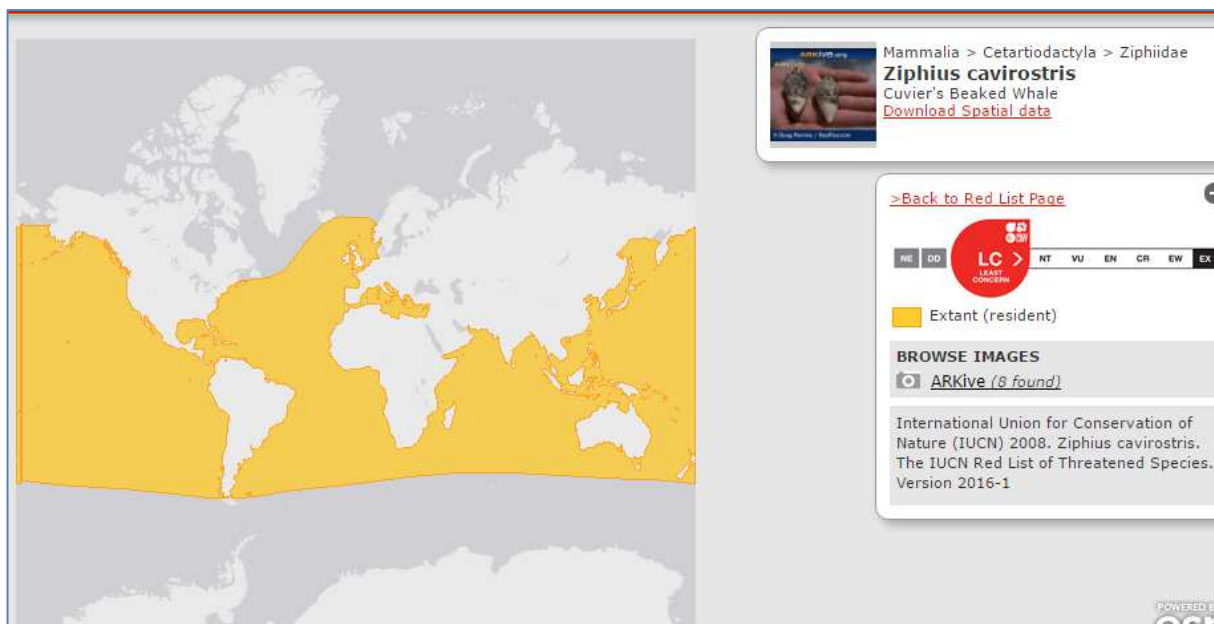 ARKive.org
Mammalia > Cetartiodactyla > Ziphiidae
Ziphius cavirostris
Cuvier's Beaked Whale
Download Spatial data
>Back to Red List Page
NE DD LC > NT VU EN CR EW EX
LEAST
CONCERN
Extant (resident)
BROWSE IMAGES
ARKive (8 found)
International Union for Conservation of
Nature (IUCN) 2008. Ziphius cavirostris.
The IUCN Red List of Threatened Species.
Version 2016-1
POWERED